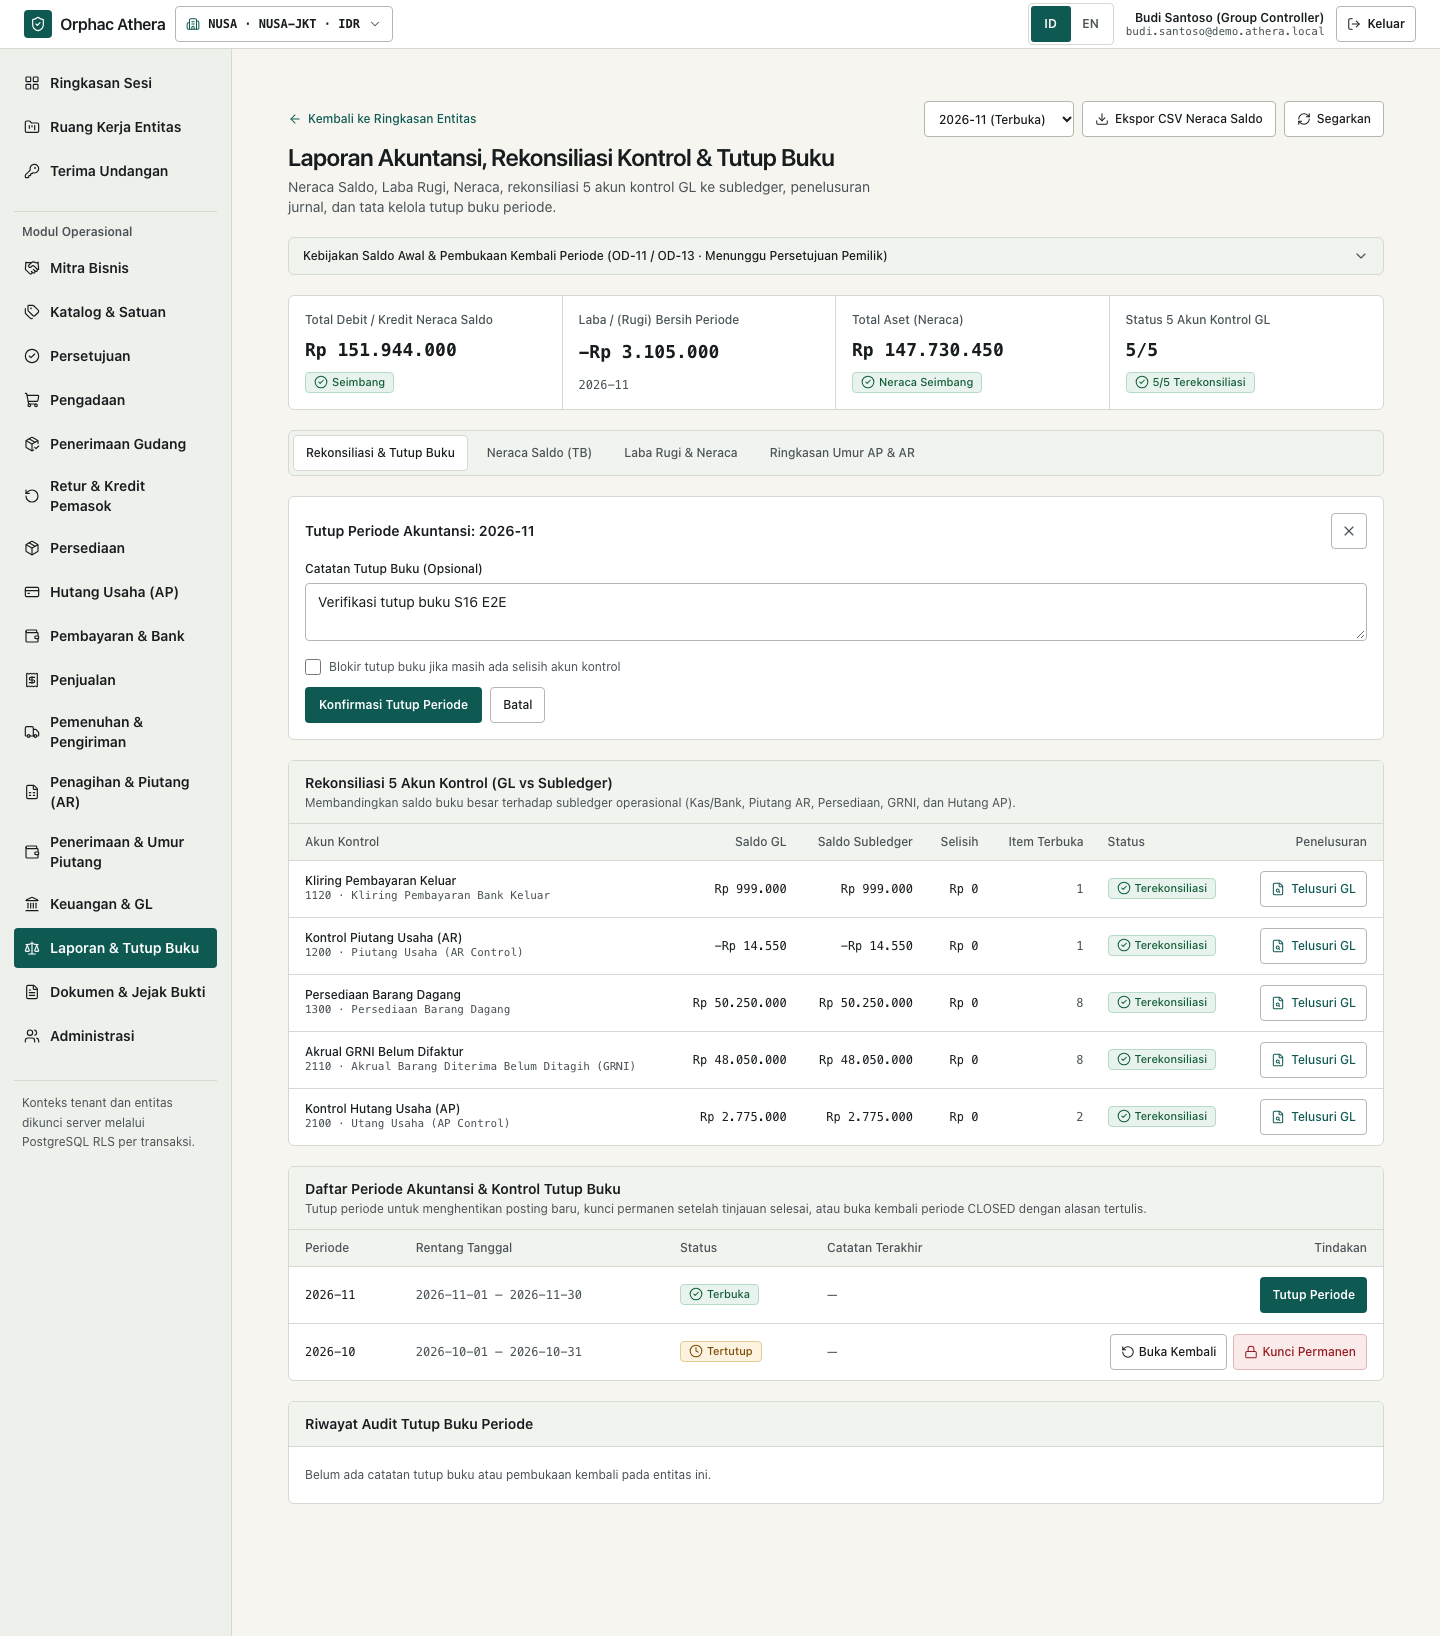 Orphac Athera
NUSA · NUSA-JKT · IDR
ID
EN
Budi Santoso (Group Controller)
budi.santoso@demo.athera.local
Keluar
Ringkasan Sesi
Ruang Kerja Entitas
Terima Undangan
Modul Operasional
Mitra Bisnis
Katalog & Satuan
Persetujuan
Pengadaan
Penerimaan Gudang
Retur & Kredit
Pemasok
Persediaan
Hutang Usaha (AP)
Pembayaran & Bank
Penjualan
Pemenuhan &
Pengiriman
Penagihan & Piutang
(AR)
Penerimaan & Umur
Piutang
Keuangan & GL
Laporan & Tutup Buku
Dokumen & Jejak Bukti
Administrasi
Konteks tenant dan entitas
dikunci server melalui
PostgreSQL RLS per transaksi.
Kembali ke Ringkasan Entitas
2026-11 (Terbuka)
Ekspor CSV Neraca Saldo
Segarkan
Laporan Akuntansi, Rekonsiliasi Kontrol & Tutup Buku
Neraca Saldo, Laba Rugi, Neraca, rekonsiliasi 5 akun kontrol GL ke subledger, penelusuran
jurnal, dan tata kelola tutup buku periode.
Kebijakan Saldo Awal & Pembukaan Kembali Periode (OD-11 / OD-13 · Menunggu Persetujuan Pemilik)
Total Debit / Kredit Neraca Saldo
Rp 151.944.000
Seimbang
Laba / (Rugi) Bersih Periode
-Rp 3.105.000
2026-11
Total Aset (Neraca)
Rp 147.730.450
Neraca Seimbang
Status 5 Akun Kontrol GL
5/5
5/5 Terekonsiliasi
Rekonsiliasi & Tutup Buku
Neraca Saldo (TB)
Laba Rugi & Neraca
Ringkasan Umur AP & AR
Tutup Periode Akuntansi: 2026-11
Catatan Tutup Buku (Opsional)
Verifikasi tutup buku S16 E2E
Blokir tutup buku jika masih ada selisih akun kontrol
Konfirmasi Tutup Periode
Batal
Rekonsiliasi 5 Akun Kontrol (GL vs Subledger)
Membandingkan saldo buku besar terhadap subledger operasional (Kas/Bank, Piutang AR, Persediaan, GRNI, dan Hutang AP).
Akun Kontrol Saldo GL Saldo Subledger Selisih Item Terbuka Status Penelusuran
Kliring Pembayaran Keluar
1120 · Kliring Pembayaran Bank Keluar
Rp 999.000 Rp 999.000 Rp 0 1 Terekonsiliasi Telusuri GL
Kontrol Piutang Usaha (AR)
1200 · Piutang Usaha (AR Control)
-Rp 14.550 -Rp 14.550 Rp 0 1 Terekonsiliasi Telusuri GL
Persediaan Barang Dagang
1300 · Persediaan Barang Dagang
Rp 50.250.000 Rp 50.250.000 Rp 0 8 Terekonsiliasi Telusuri GL
Akrual GRNI Belum Difaktur
2110 · Akrual Barang Diterima Belum Ditagih (GRNI)
Rp 48.050.000 Rp 48.050.000 Rp 0 8 Terekonsiliasi Telusuri GL
Kontrol Hutang Usaha (AP)
2100 · Utang Usaha (AP Control)
Rp 2.775.000 Rp 2.775.000 Rp 0 2 Terekonsiliasi Telusuri GL
Daftar Periode Akuntansi & Kontrol Tutup Buku
Tutup periode untuk menghentikan posting baru, kunci permanen setelah tinjauan selesai, atau buka kembali periode CLOSED dengan alasan tertulis.
Periode Rentang Tanggal Status Catatan Terakhir Tindakan
2026-11 2026-11-01 — 2026-11-30 Terbuka — Tutup Periode
2026-10 2026-10-01 — 2026-10-31 Tertutup — Buka Kembali Kunci Permanen
Riwayat Audit Tutup Buku Periode
Belum ada catatan tutup buku atau pembukaan kembali pada entitas ini.